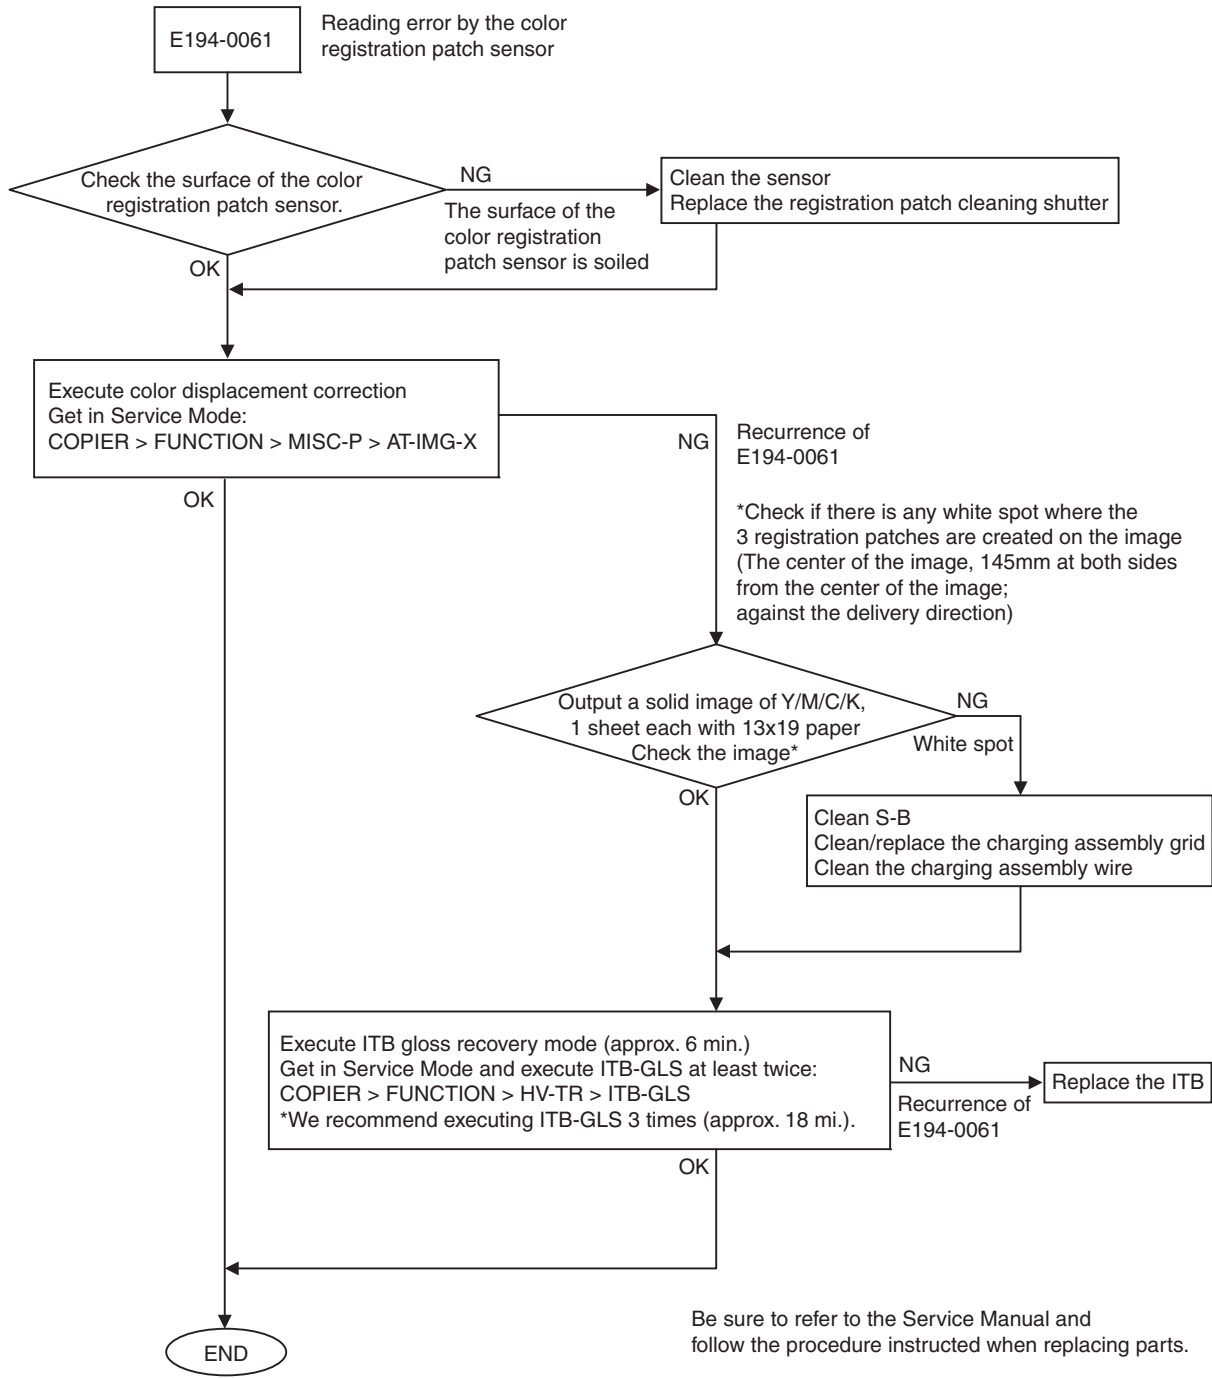 E194-0061
Reading error by the color
registration patch sensor
Check the surface of the color
registration patch sensor.
NG
The surface of the
color registration
patch sensor is soiled
Clean the sensor
Replace the registration patch cleaning shutter
OK
Execute color displacement correction
Get in Service Mode:
COPIER > FUNCTION > MISC-P > AT-IMG-X
NG
Recurrence of
E194-0061
OK
*Check if there is any white spot where the
3 registration patches are created on the image
(The center of the image, 145mm at both sides
from the center of the image;
against the delivery direction)
Output a solid image of Y/M/C/K,
1 sheet each with 13x19 paper
Check the image*
NG
White spot
OK
Clean S-B
Clean/replace the charging assembly grid
Clean the charging assembly wire
Execute ITB gloss recovery mode (approx. 6 min.)
Get in Service Mode and execute ITB-GLS at least twice:
COPIER > FUNCTION > HV-TR > ITB-GLS
*We recommend executing ITB-GLS 3 times (approx. 18 mi.).
NG
Recurrence of
E194-0061
Replace the ITB
OK
Be sure to refer to the Service Manual and
follow the procedure instructed when replacing parts.
END